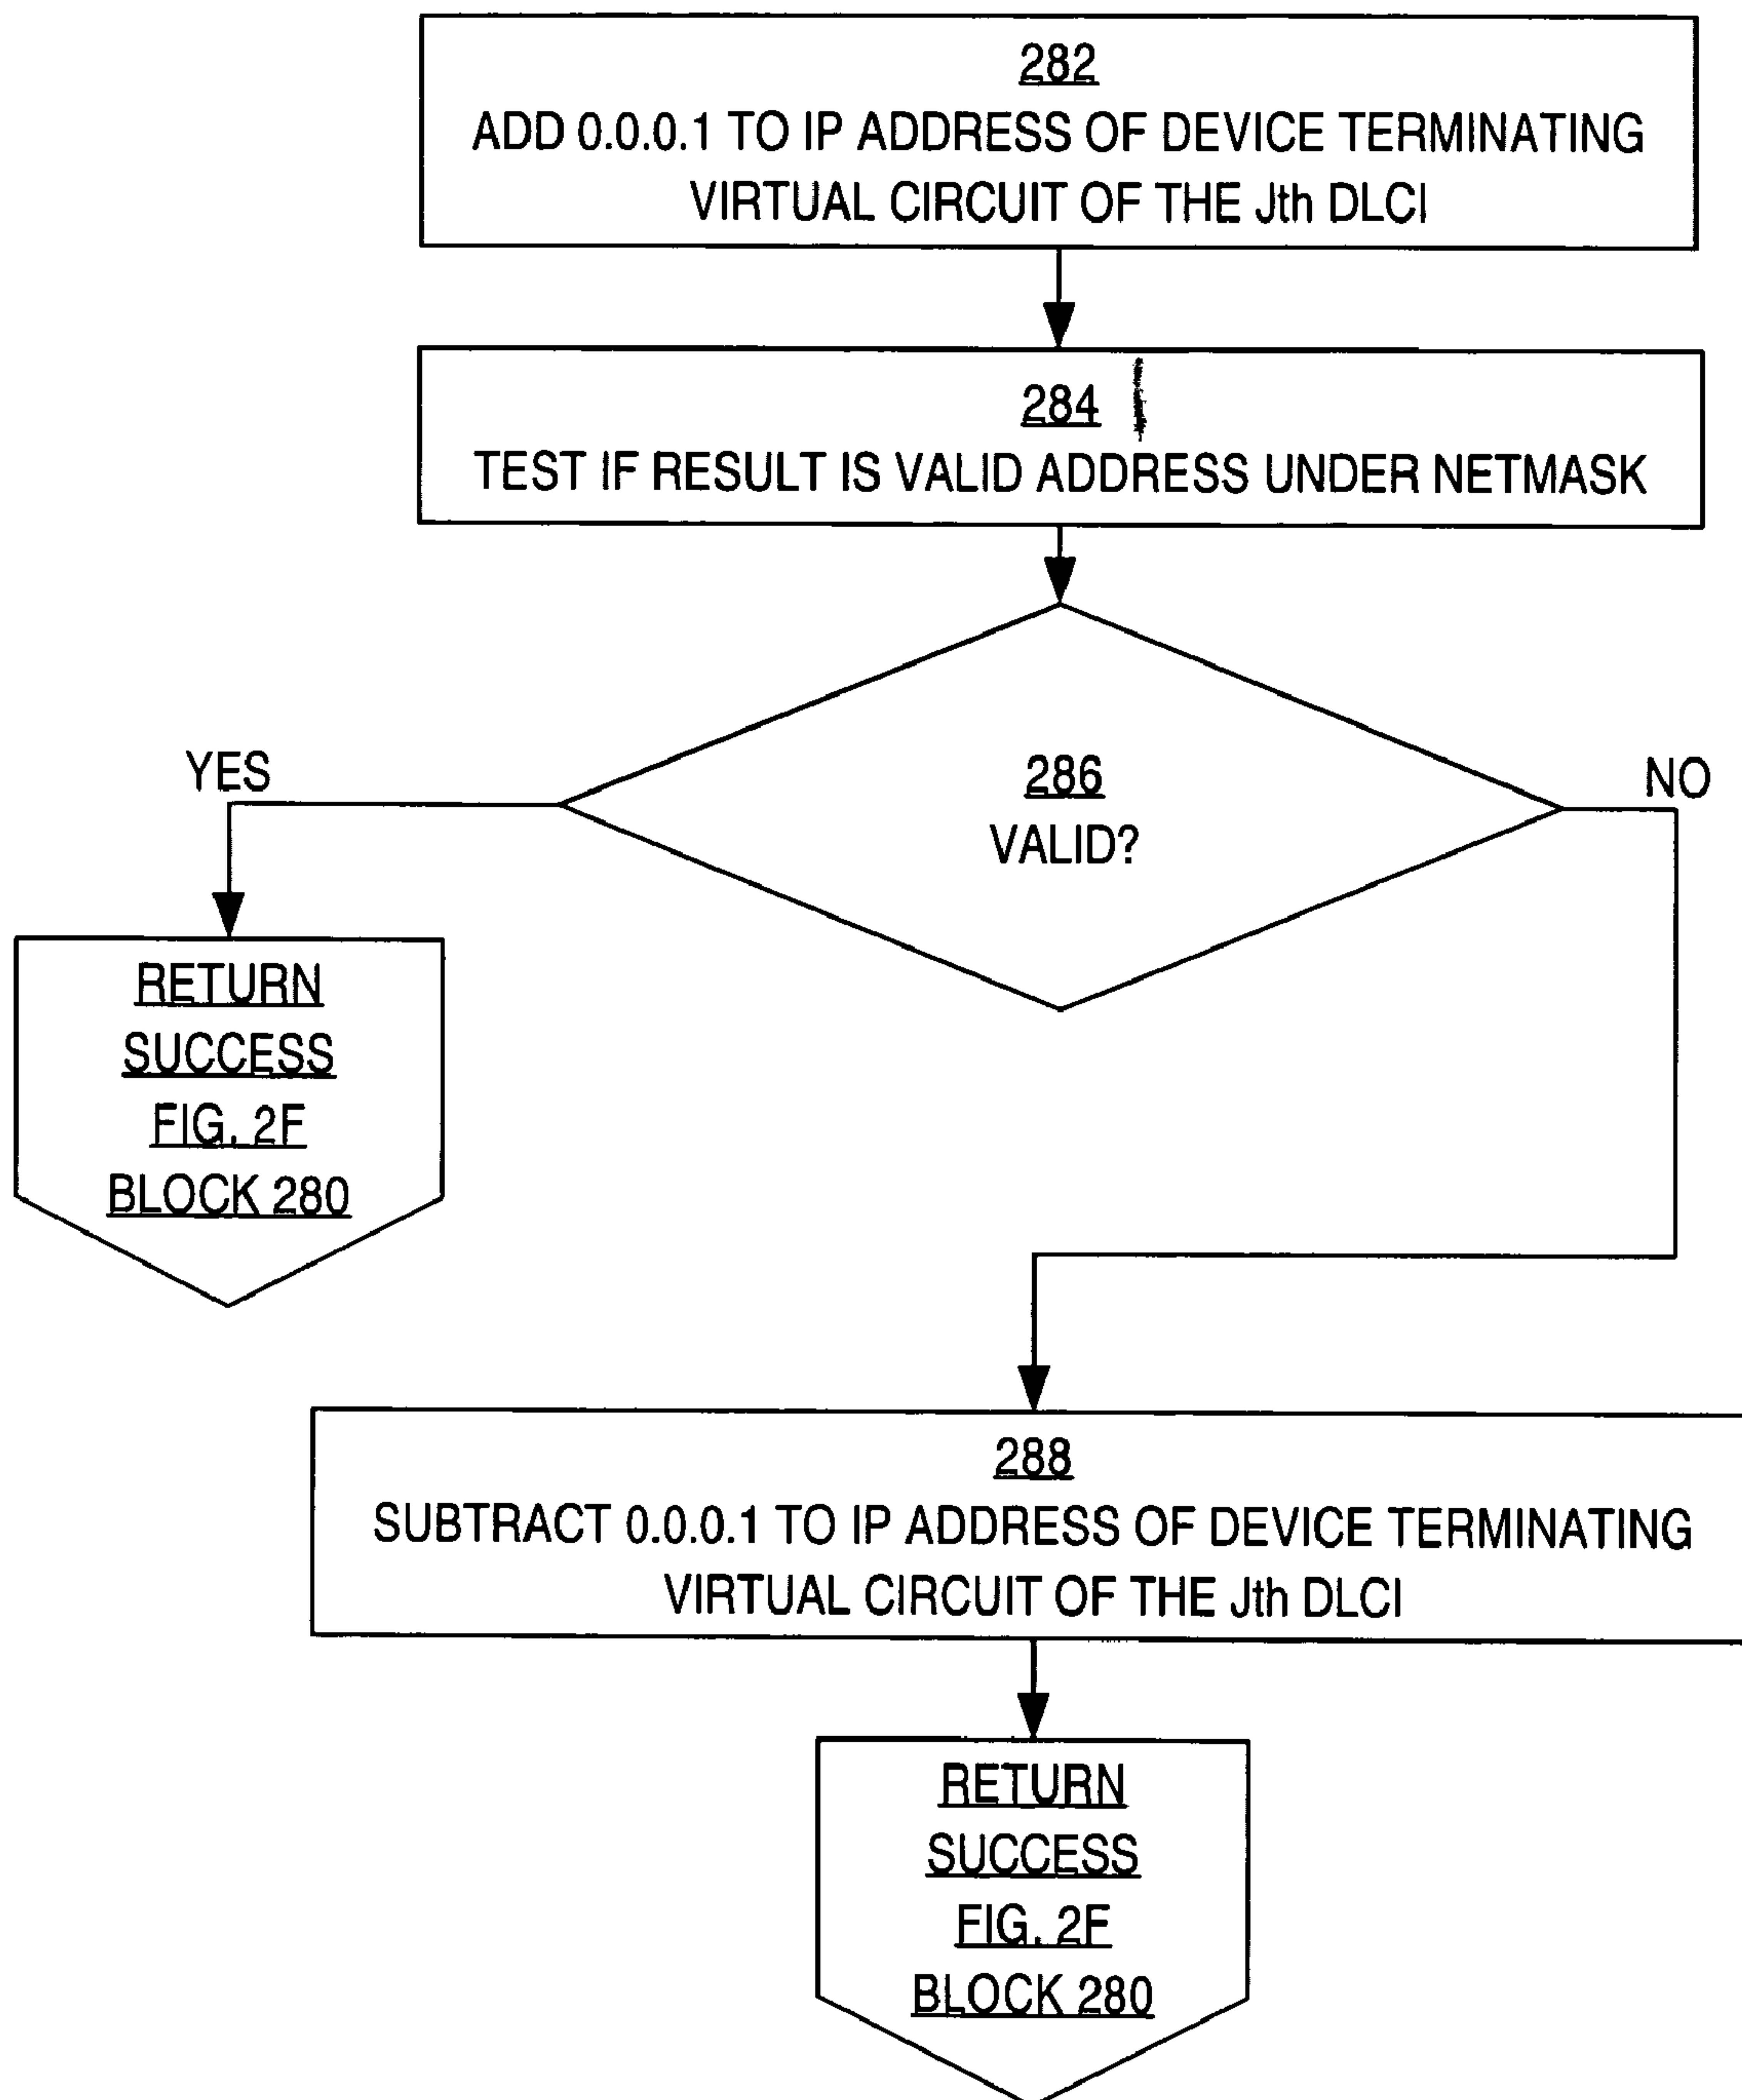 282
ADD 0.0.0.1 TO IP ADDRESS OF DEVICE TERMINATING
VIRTUAL CIRCUIT OF THE Jth DLCI
284
TEST IF RESULT IS VALID ADDRESS UNDER NETMASK
YES
286
VALID?
NO
RETURN
SUCCESS
FIG. 2F
BLOCK 280
288
SUBTRACT 0.0.0.1 TO IP ADDRESS OF DEVICE TERMINATING
VIRTUAL CIRCUIT OF THE Jth DLCI
RETURN
SUCCESS
FIG. 2F
BLOCK 280